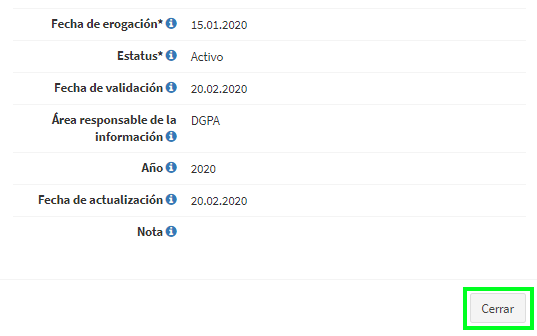 Fecha de erogación* 15.01.2020
Estatus* Activo
Fecha de validación 20.02.2020
Área responsable de la DGPA
información
Año 2020
Fecha de actualización 20.02.2020
Nota
Cerrar